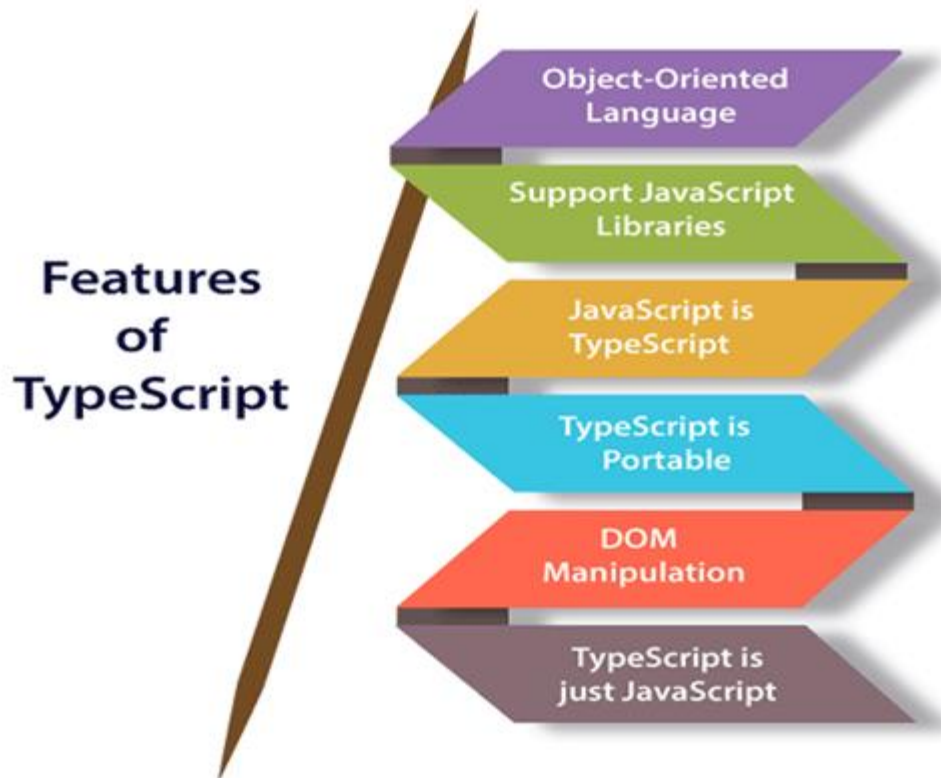 Features
of
TypeScript
Object-Oriented
Language
Support JavaScript
Libraries
JavaScript is
TypeScript
TypeScript is
Portable
DOM
Manipulation
TypeScript is
just JavaScript